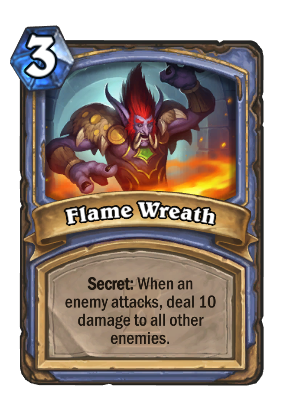 3
Flame Wreath
Secret: When an
enemy attacks, deal 10
damage to all other
enemies.